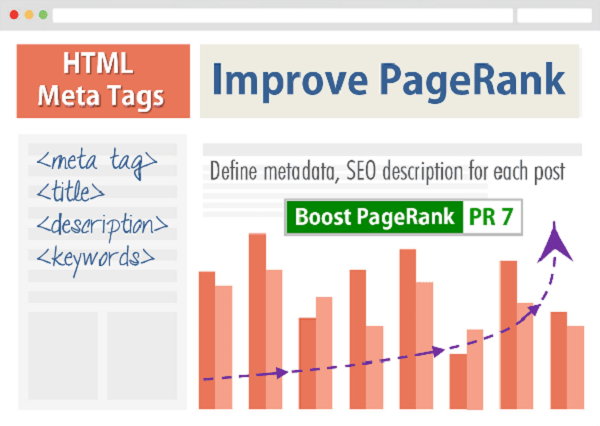 HTML
Meta Tags
Improve PageRank
<meta tag>
<title>
<description>
<keywords>
Define metadata, SEO description for each post
Boost PageRank PR 7